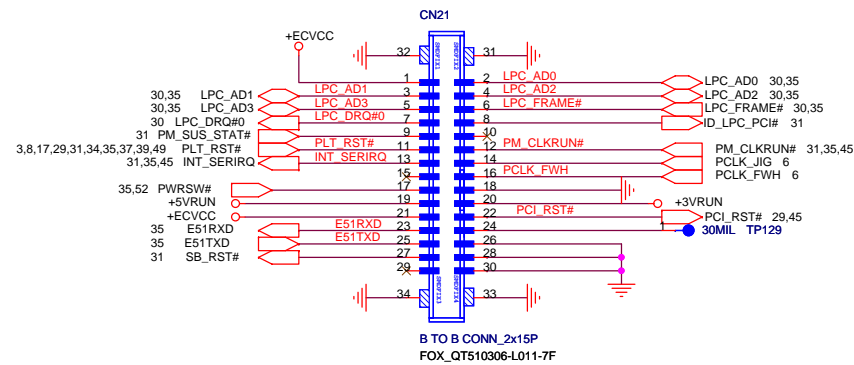 CN21
+ECVCC
32 SMDFIX1 SMDFIX2 31
1 2 LPC_AD0 LPC_AD0 30,35
30,35 LPC_AD1 LPC_AD1 3 4 LPC_AD2 LPC_AD2 30,35
30,35 LPC_AD3 LPC_AD3 5 6 LPC_FRAME# LPC_FRAME# 30,35
30 LPC_DRQ#0 LPC_DRQ#0 7 8 ID_LPC_PCI# 31
31 PM_SUS_STAT# 9 10
3,8,17,29,31,34,35,37,39,49 PLT_RST# PLT_RST# 11 12 PM_CLKRUN# PM_CLKRUN# 31,35,45
31,35,45 INT_SERIRQ INT_SERIRQ 13 14 PCLK_JIG 6
15 16 PCLK_FWH PCLK_FWH 6
35,52 PWRSW# 17 18
+5VRUN 19 20 +3VRUN
+ECVCC 21 22 PCI_RST# PCI_RST# 29,45
35 E51RXD E51RXD 23 24 1 30MIL TP129
35 E51TXD E51TXD 25 26
31 SB_RST# 27 28
29 30
34 SMDFIX3 SMDFIX4 33
B TO B CONN_2x15P
FOX_QT510306-L011-7F